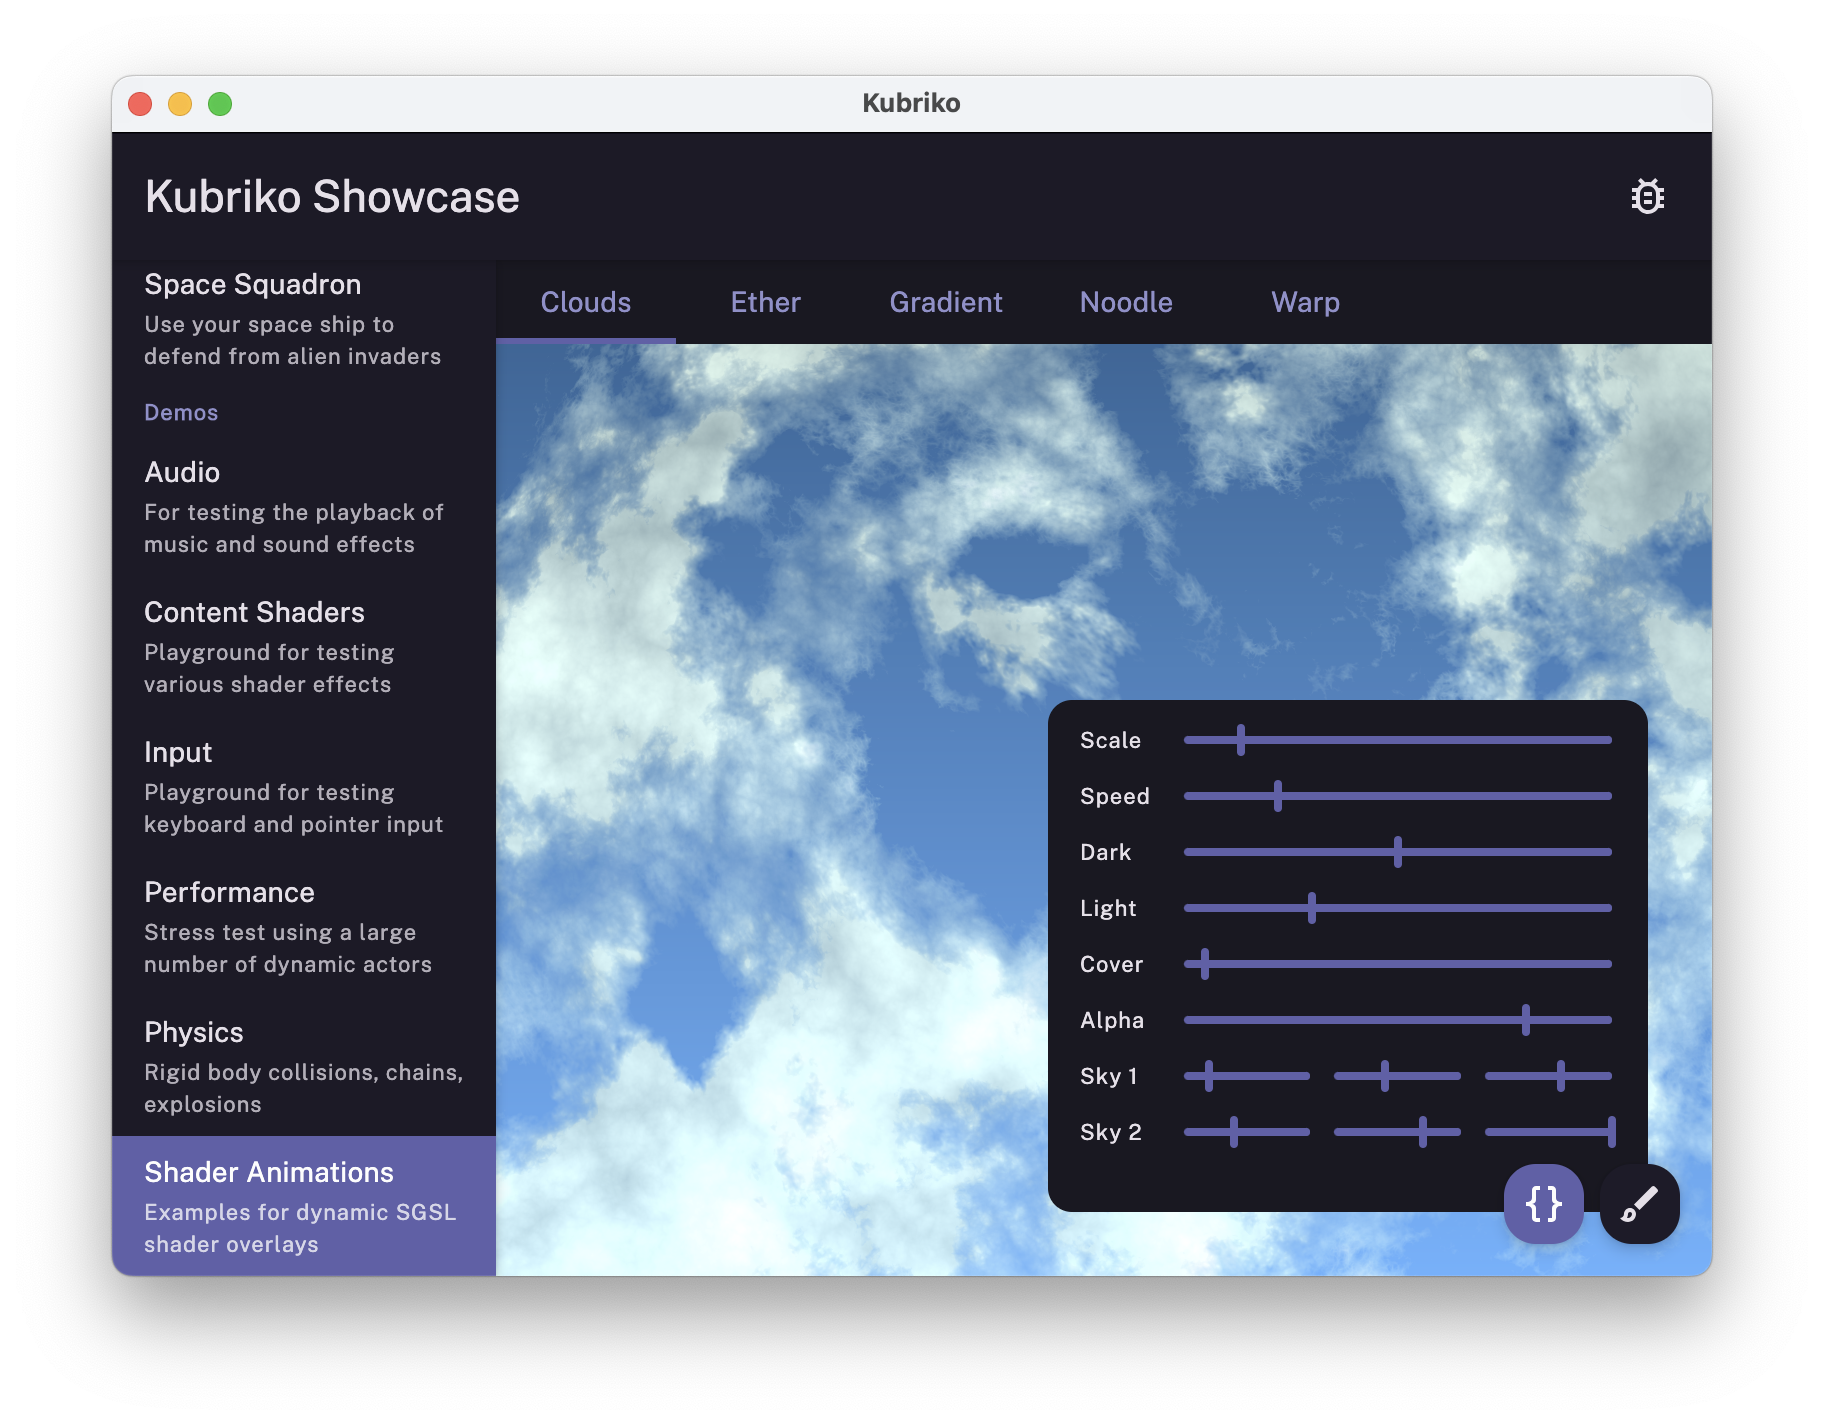 Kubriko
Kubriko Showcase
Space Squadron
Use your space ship to
defend from alien invaders
Demos
Audio
For testing the playback of
music and sound effects
Content Shaders
Playground for testing
various shader effects
Input
Playground for testing
keyboard and pointer input
Performance
Stress test using a large
number of dynamic actors
Physics
Rigid body collisions, chains,
explosions
Shader Animations
Examples for dynamic SGSL
shader overlays
Clouds Ether Gradient Noodle Warp
Scale
Speed
Dark
Light
Cover
Alpha
Sky 1
Sky 2
{}